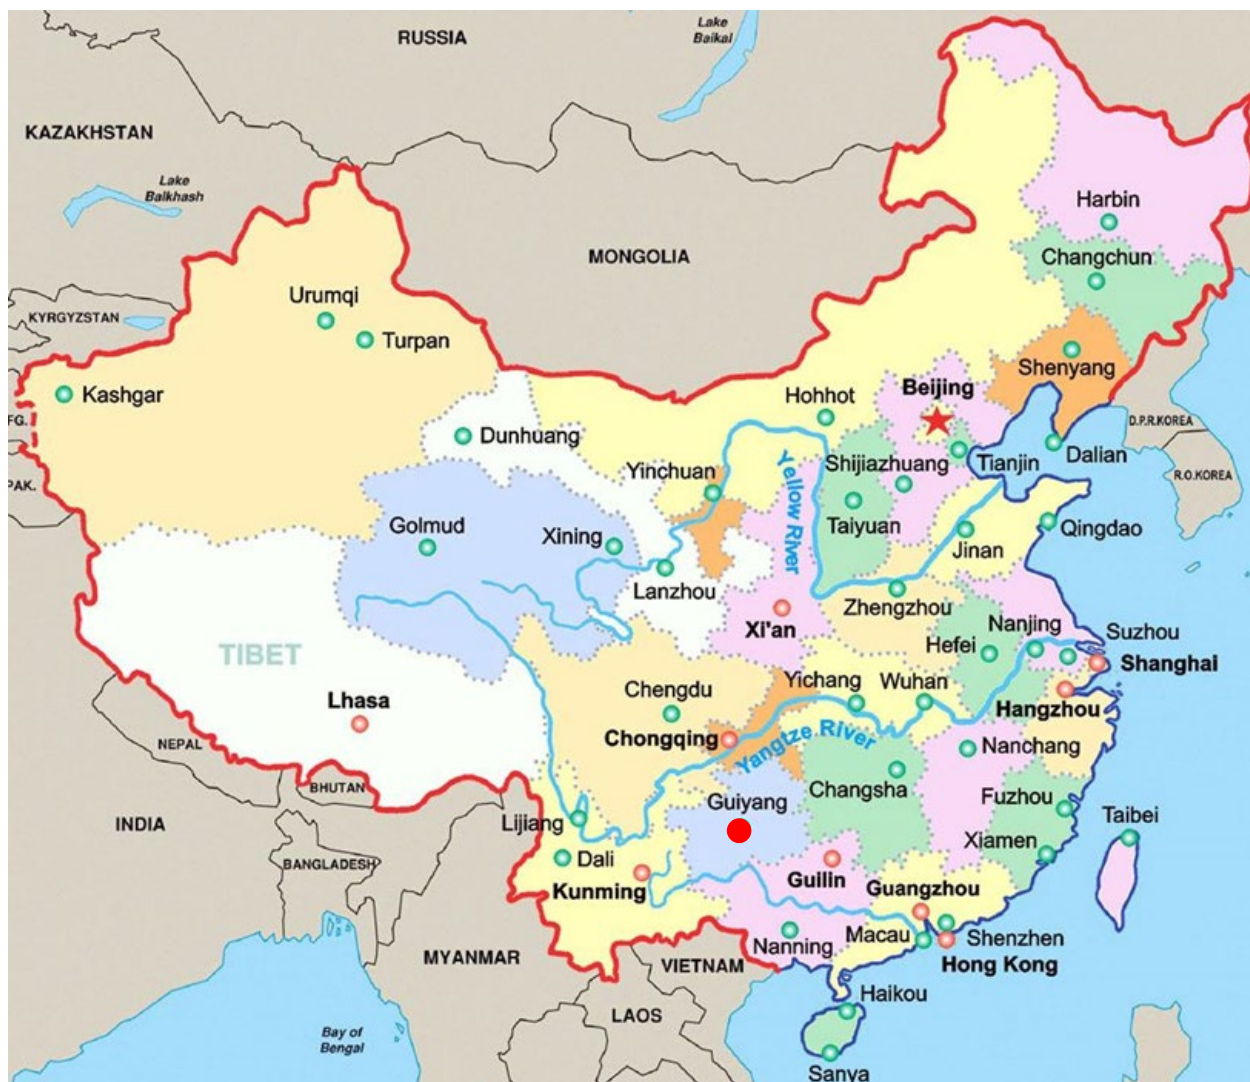 RUSSIA
Lake
Baikal
KAZAKHSTAN
Lake
Balkhash
Harbin
MONGOLIA
Changchun
Urumqi
KYRGYZSTAN
Turpan
Shenyang
Kashgar
Beijing
Hohhot
FG.
D.P.R.KOREA
Dunhuang
Dalian
Tianjin
Shijiazhuang
Yinchuan
R.O.KOREA
PAK.
Yellow River
Golmud
Xining
Taiyuan
Qingdao
Jinan
Lanzhou
Zhengzhou
Xi'an
Nanjing
Suzhou
Hefei
TIBET
Shanghai
Yichang
Wuhan
Chengdu
Lhasa
Hangzhou
Chongqing
Yangtze River
NEPAL
Nanchang
BHUTAN
Changsha
Guiyang
Fuzhou
Taibei
INDIA
Lijiang
Xiamen
BANGLADESH
Dali
Guilin
Kunming
Guangzhou
Macau
Shenzhen
Nanning
MYANMAR
Hong Kong
VIETNAM
Haikou
LAOS
Bay of
Bengal
Sanya